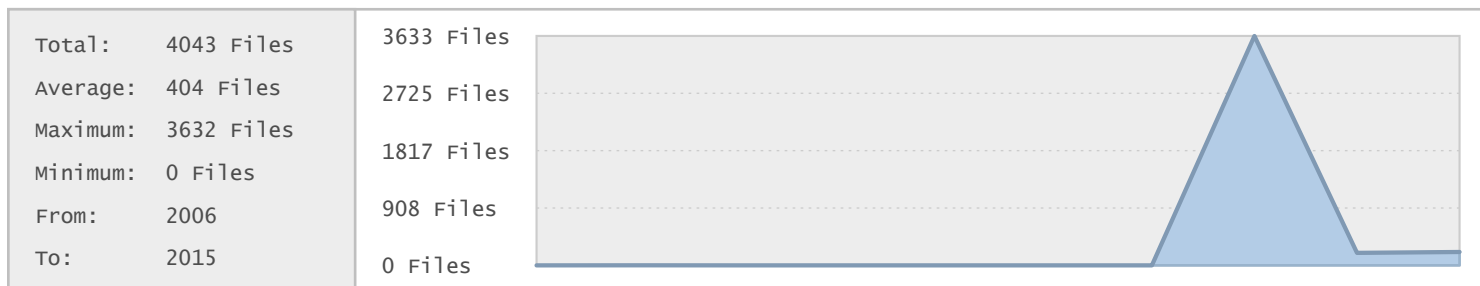 Total: 4043 Files
Average: 404 Files
Maximum: 3632 Files
Minimum: 0 Files
From: 2006
To: 2015
3633 Files
2725 Files
1817 Files
908 Files
0 Files